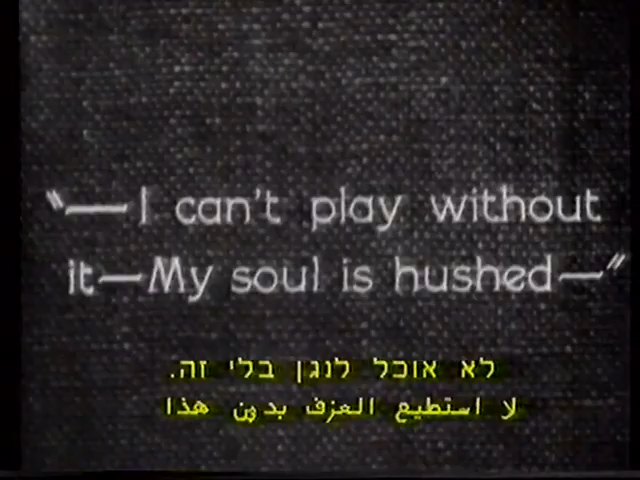 “—I can't play without
it—My soul is hushed—”
לא אוכל לנגן בלי זה.
لا استطيع العزف بدون هذا